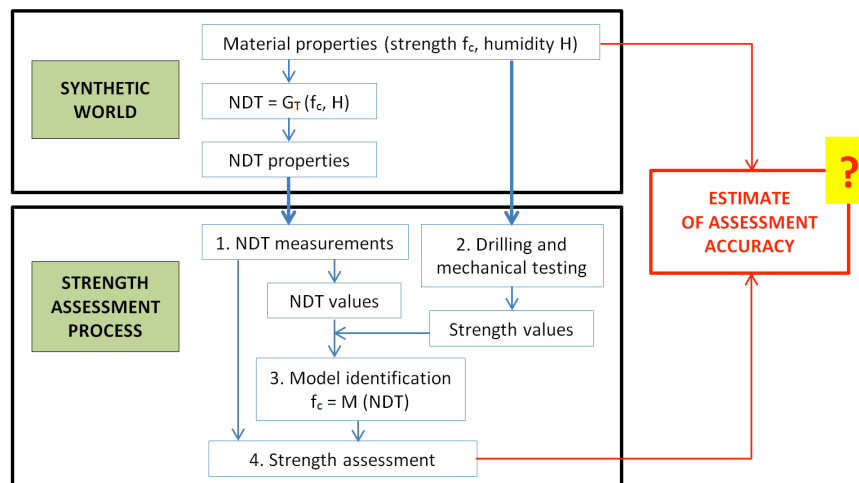 Material properties (strength fc, humidity H)
SYNTHETIC
WORLD
NDT = GT (fc, H)
NDT properties
?
ESTIMATE
OF ASSESSMENT
ACCURACY
STRENGTH
ASSESSMENT
PROCESS
1. NDT measurements
2. Drilling and
mechanical testing
NDT values
Strength values
3. Model identification
fc = M (NDT)
4. Strength assessment